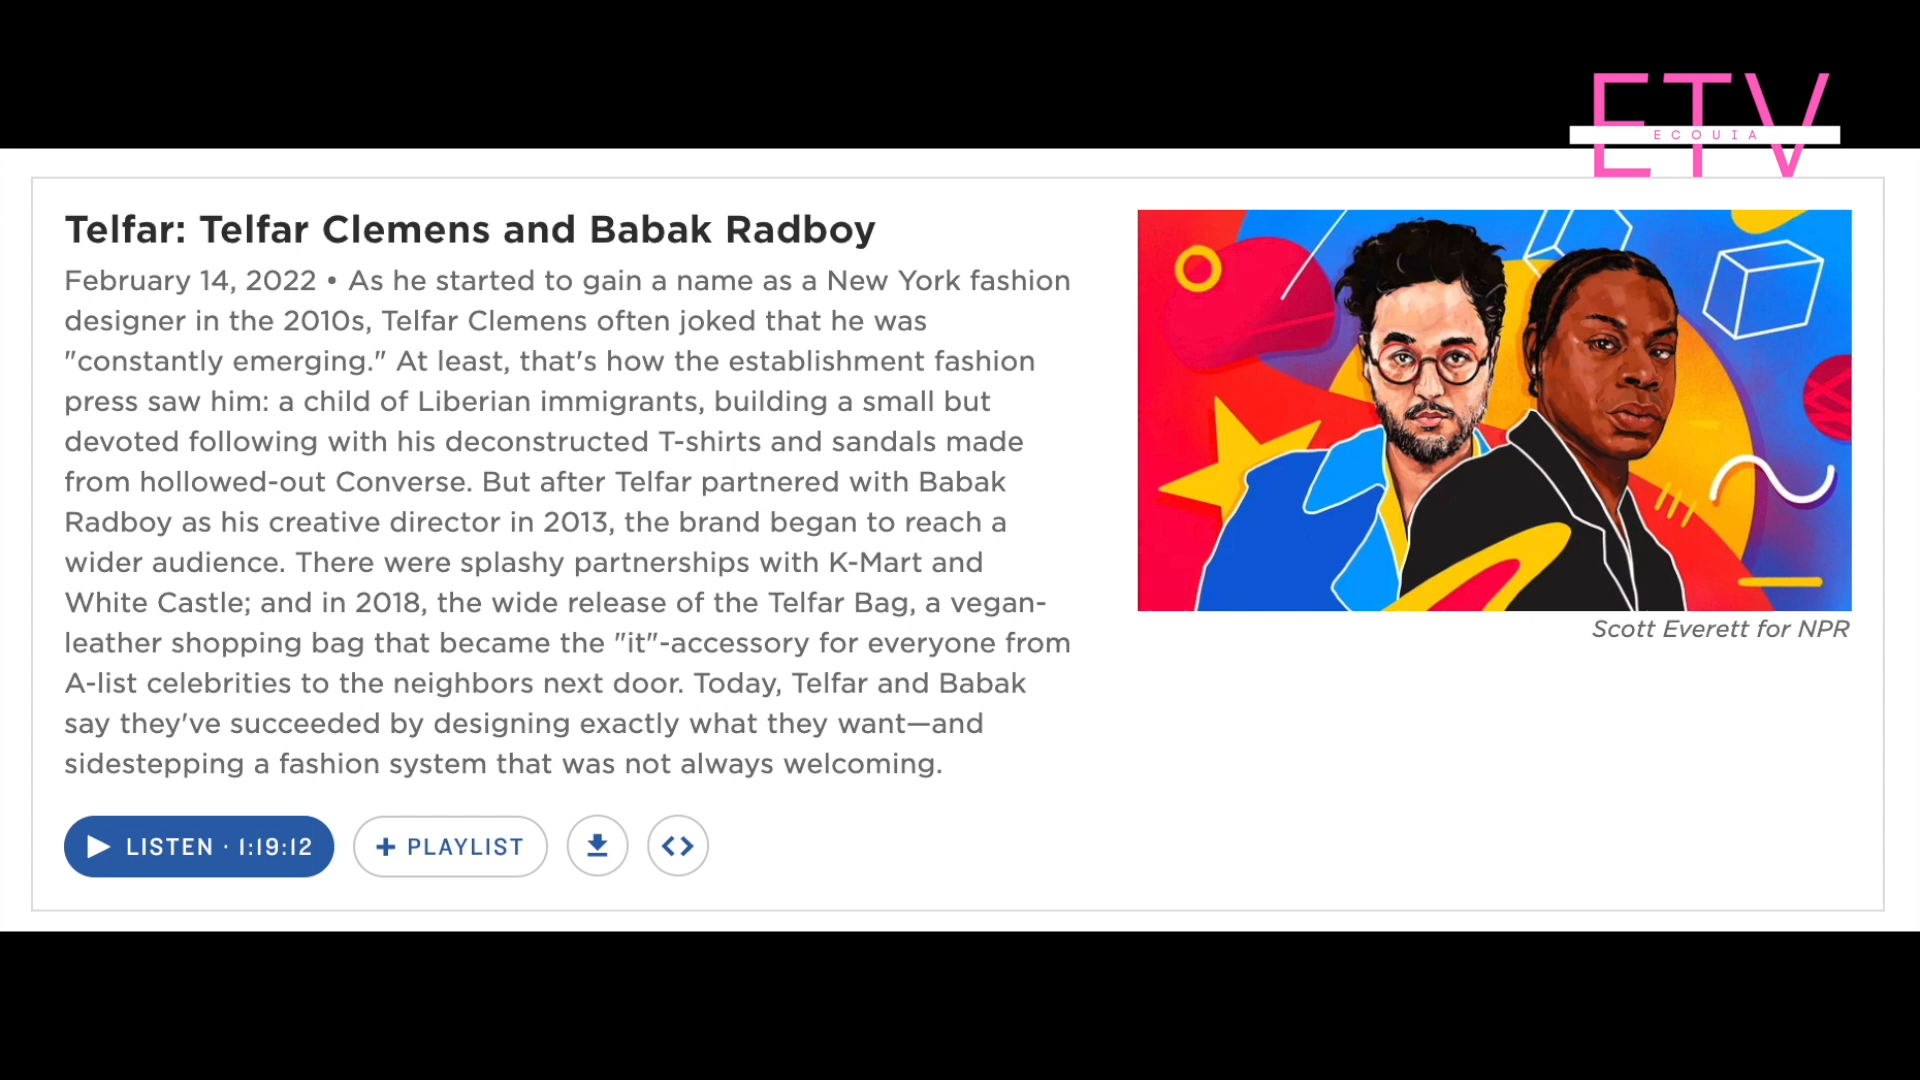 ETV
ECOUIA
Telfar: Telfar Clemens and Babak Radboy
February 14, 2022 • As he started to gain a name as a New York fashion
designer in the 2010s, Telfar Clemens often joked that he was
"constantly emerging." At least, that's how the establishment fashion
press saw him: a child of Liberian immigrants, building a small but
devoted following with his deconstructed T-shirts and sandals made
from hollowed-out Converse. But after Telfar partnered with Babak
Radboy as his creative director in 2013, the brand began to reach a
wider audience. There were splashy partnerships with K-Mart and
White Castle; and in 2018, the wide release of the Telfar Bag, a vegan-
leather shopping bag that became the "it"-accessory for everyone from
A-list celebrities to the neighbors next door. Today, Telfar and Babak
say they've succeeded by designing exactly what they want—and
sidestepping a fashion system that was not always welcoming.
Scott Everett for NPR
LISTEN · 1:19:12
+ PLAYLIST